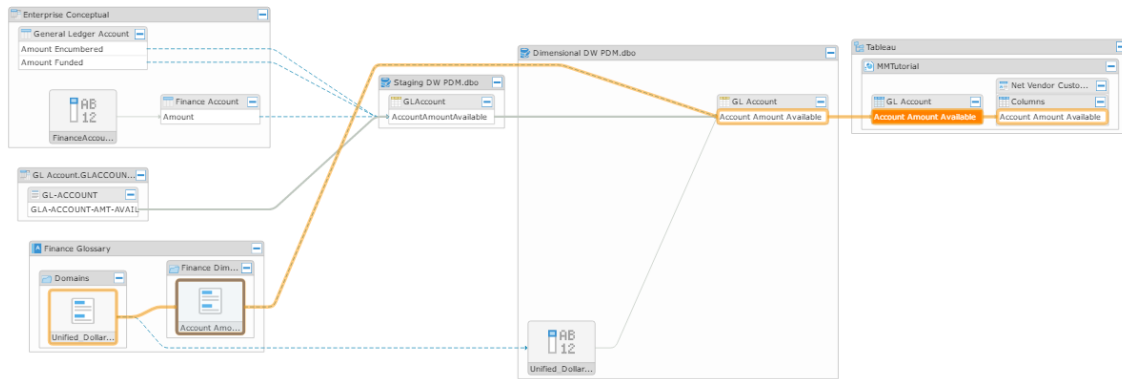 Enterprise Conceptual
General Ledger Account
Amount Encumbered
Amount Funded
AB
12
FinanceAccou...
Finance Account
Amount
GL Account.GLACCOUN...
GL-ACCOUNT
GLA-ACCOUNT-AMT-AVAIL
Finance Glossary
Domains
Unified_Dollar...
Finance Dim...
Account Amo...
Staging DW PDM.dbo
GLAccount
AccountAmountAvailable
Dimensional DW PDM.dbo
GL Account
Account Amount Available
AB
12
Unified_Dollar...
Tableau
MMTutorial
GL Account
Account Amount Available
Net Vendor Custo...
Columns
Account Amount Available